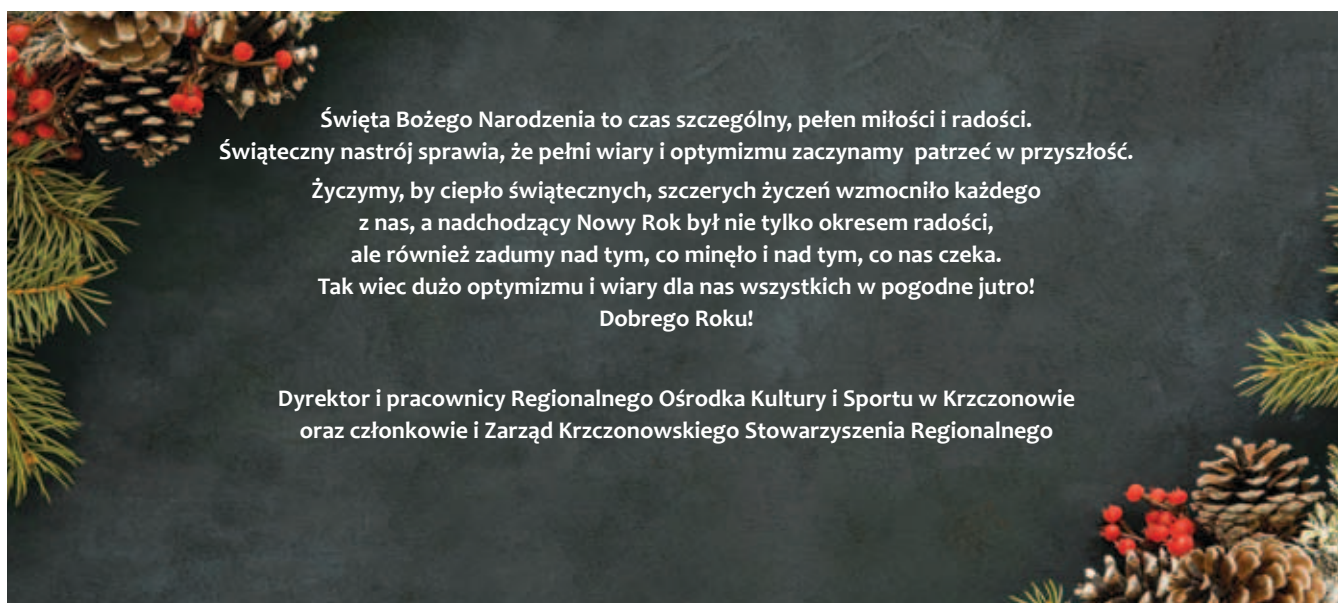 Święta Bożego Narodzenia to czas szczególny, pełen miłości i radości.
Świąteczny nastrój sprawia, że pełni wiary i optymizmu zaczynamy patrzeć w przyszłość.
Życzymy, by ciepło świątecznych, szczerych życzeń wzmocniło każdego
z nas, a nadchodzący Nowy Rok był nie tylko okresem radości,
ale również zadumy nad tym, co minęło i nad tym, co nas czeka.
Tak wiec dużo optymizmu i wiary dla nas wszystkich w pogodne jutro!
Dobrego Roku!
Dyrektor i pracownicy Regionalnego Ośrodka Kultury i Sportu w Krzczonowie
oraz członkowie i Zarząd Krzczonowskiego Stowarzyszenia Regionalnego